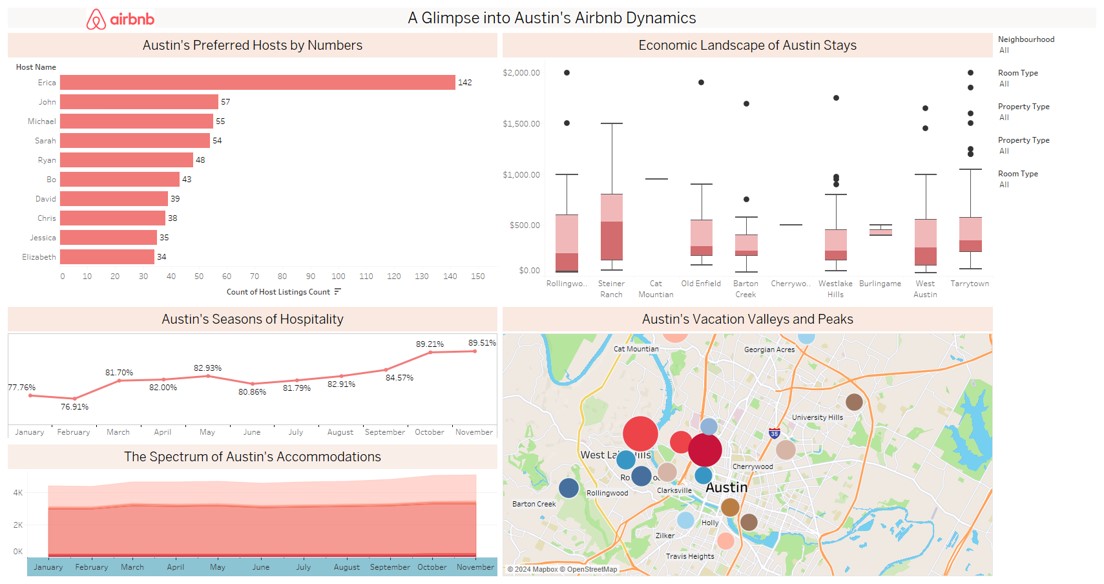 airbnb
A Glimpse into Austin's Airbnb Dynamics
Austin's Preferred Hosts by Numbers
Host Name
Erica 142
John 57
Michael 55
Sarah 54
Ryan 48
Bo 43
David 39
Chris 38
Jessica 35
Elizabeth 34
0 10 20 30 40 50 60 70 80 90 100 110 120 130 140 150
Count of Host Listings Count
Economic Landscape of Austin Stays
$2,000.00
$1,500.00
$1,000.00
$500.00
$0.00
Rollingwo.. Steiner Ranch Cat Mountian Old Enfield Barton Creek Cherrywo.. Westlake Hills Burlingame West Austin Tarrytown
Neighbourhood
All
Room Type
All
Property Type
All
Property Type
All
Room Type
All
Austin's Seasons of Hospitality
77.76% 76.91% 81.70% 82.00% 82.93% 80.86% 81.79% 82.91% 84.57% 89.21% 89.51%
January February March April May June July August September October November
The Spectrum of Austin's Accommodations
4K
2K
0K
January February March April May June July August September October November
Austin's Vacation Valleys and Peaks
Cat Mountain
Georgian Acres
University Hills
35
West La
ills
Cherrywood
Ro
Rollingwood
Clarksville
Austin
Barton Creek
Holly
Zilker
Travis Heights
© 2024 Mapbox © OpenStreetMap